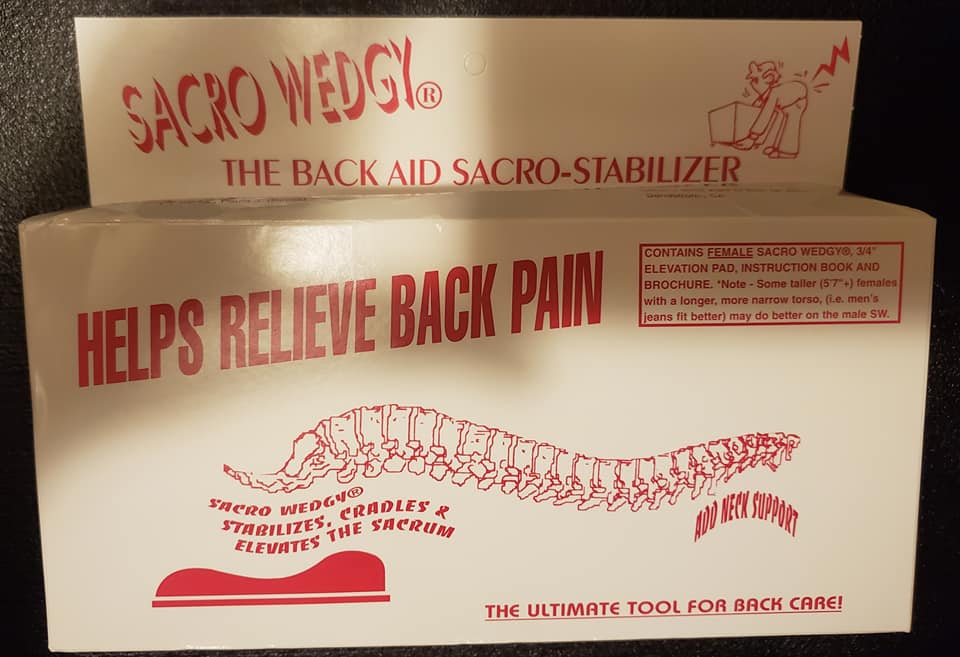 SACRO WEDGY®
THE BACK AID SACRO-STABILIZER
HELPS RELIEVE BACK PAIN
CONTAINS FEMALE SACRO WEDGY®, 3/4"
ELEVATION PAD, INSTRUCTION BOOK AND
BROCHURE. *Note - Some taller (5'7"+) females
with a longer, more narrow torso, (i.e. men's
jeans fit better) may do better on the male SW.
SACRO WEDGY®
STABILIZES, CRADLES &
ELEVATES THE SACRUM
ADD NECK SUPPORT
THE ULTIMATE TOOL FOR BACK CARE!